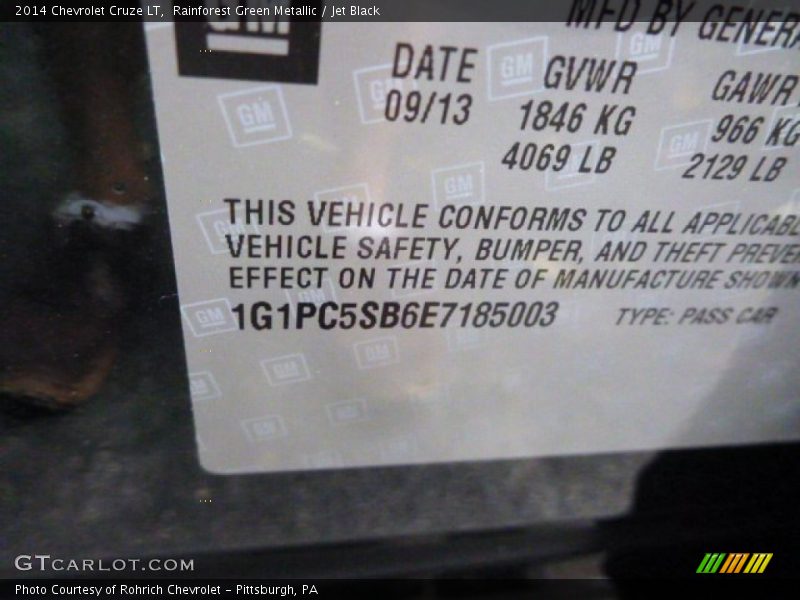 2014 Chevrolet Cruze LT,  Rainforest Green Metallic / Jet Black
GM
MFD BY GENERA
DATE GVWR GAWR
09/13 1846 KG 966 KG
4069 LB 2129 LB
THIS VEHICLE CONFORMS TO ALL APPLICABL
VEHICLE SAFETY, BUMPER, AND THEFT PREVE
EFFECT ON THE DATE OF MANUFACTURE SHOWN
1G1PC5SB6E7185003 TYPE: PASS CAR
GTCARLOT.COM
Photo Courtesy of Rohrich Chevrolet – Pittsburgh, PA